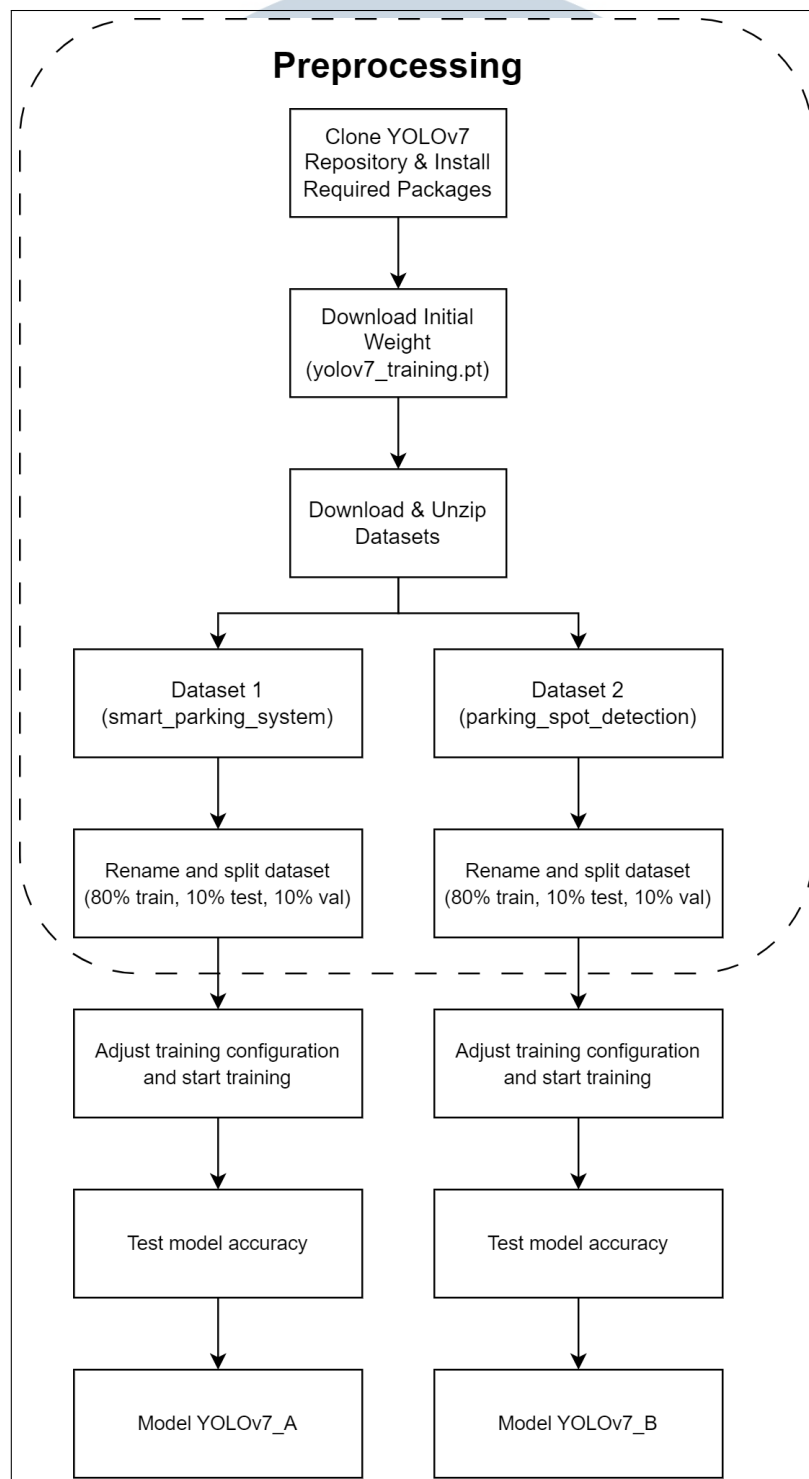 Preprocessing
Clone YOLOv7
Repository & Install
Required Packages
Download Initial
Weight
(yolov7_training.pt)
Download & Unzip
Datasets
Dataset 1
(smart_parking_system)
Dataset 2
(parking_spot_detection)
Rename and split dataset
(80% train, 10% test, 10% val)
Rename and split dataset
(80% train, 10% test, 10% val)
Adjust training configuration
and start training
Adjust training configuration
and start training
Test model accuracy
Test model accuracy
Model YOLOv7_A
Model YOLOv7_B